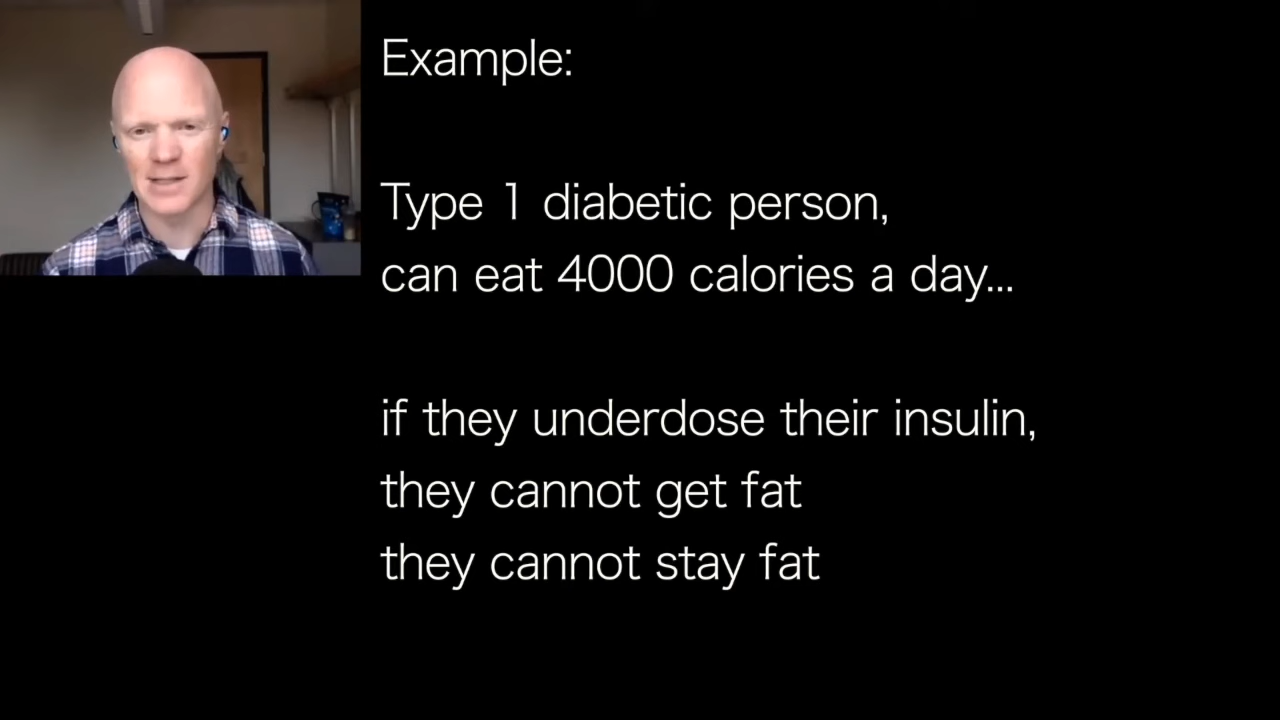 Example:
Type 1 diabetic person,
can eat 4000 calories a day...
if they underdose their insulin,
they cannot get fat
they cannot stay fat